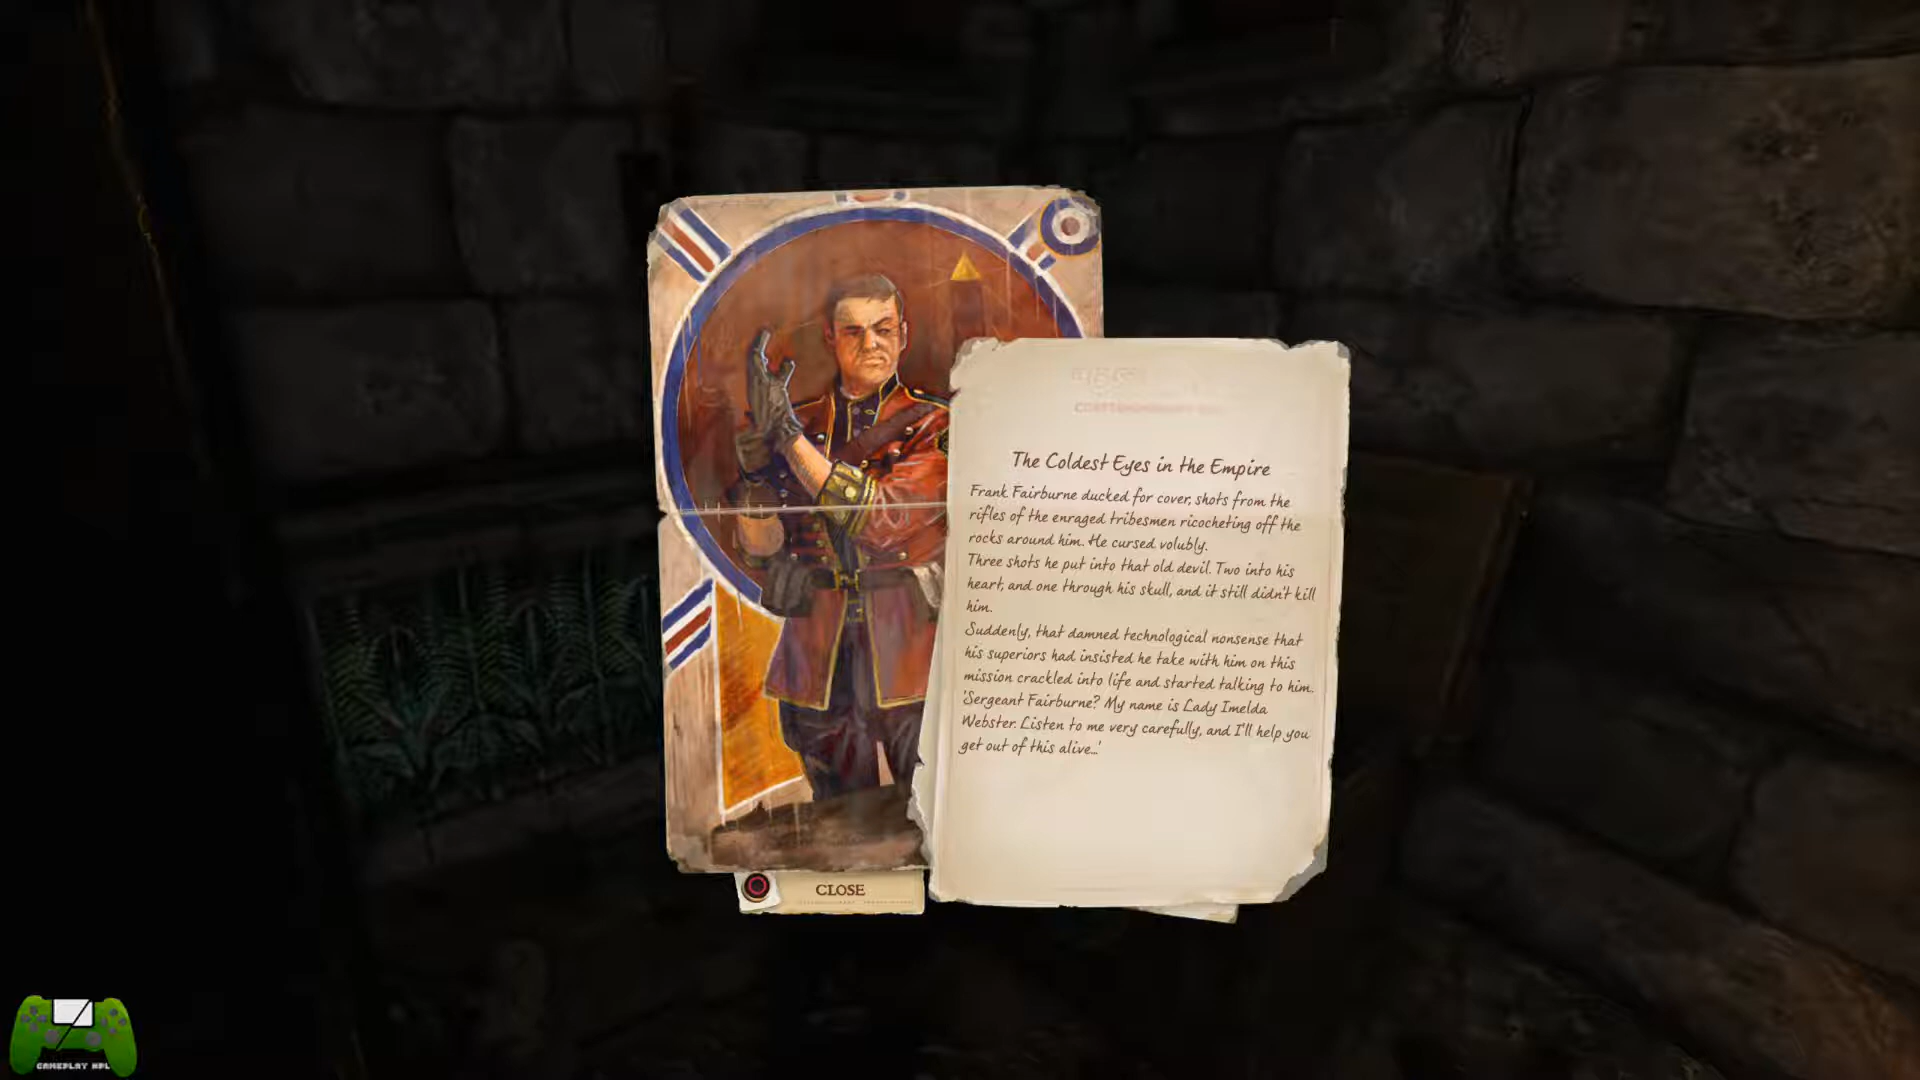 The Coldest Eyes in the Empire
Frank Fairburne ducked for cover, shots from the
rifles of the enraged tribesmen ricocheting off the
rocks around him. He cursed volubly.
Three shots he put into that old devil. Two into his
heart, and one through his skull, and it still didn't kill
him.
Suddenly, that damned technological nonsense that
his superiors had insisted he take with him on this
mission crackled into life and started talking to him.
'Sergeant Fairburne? My name is Lady Imelda
Webster. Listen to me very carefully, and I'll help you
get out of this alive...'
CLOSE
GAMEPLAY HPL